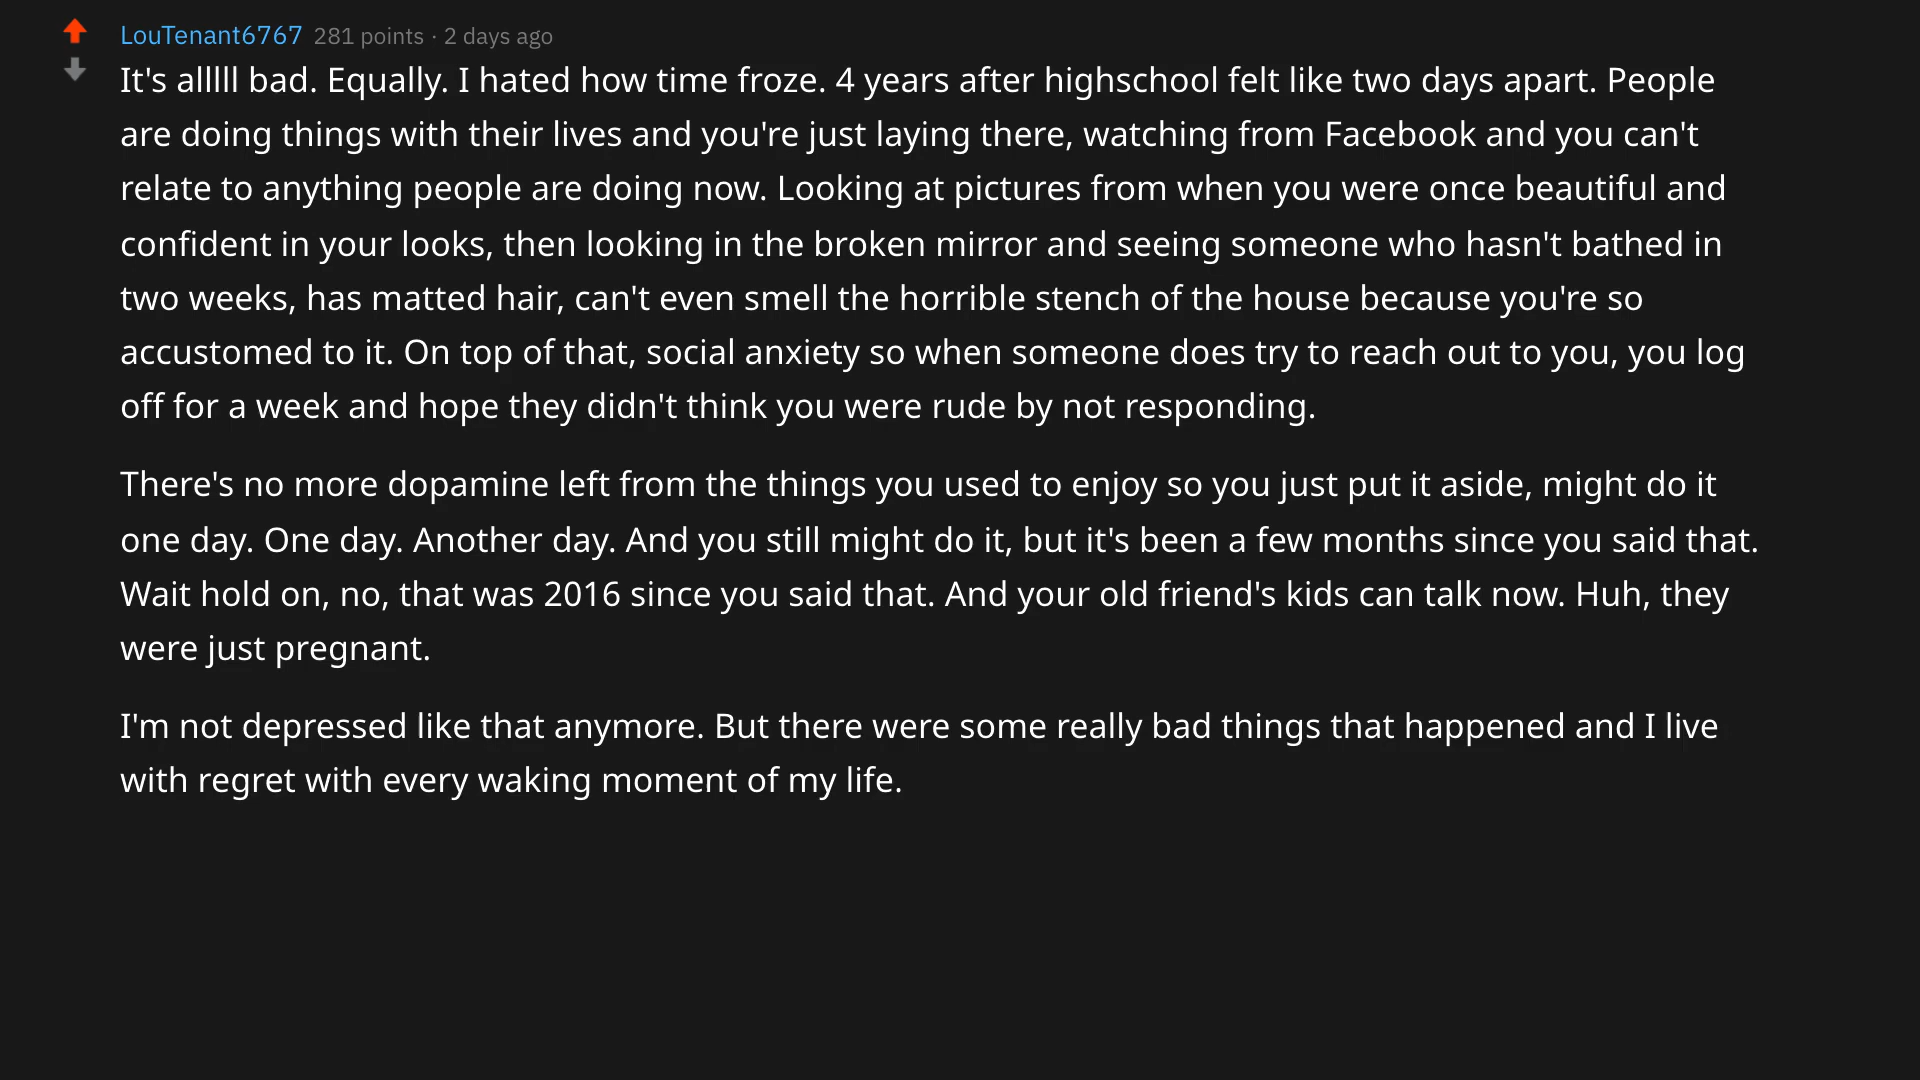 LouTenant6767 281 points · 2 days ago
It's alllll bad. Equally. I hated how time froze. 4 years after highschool felt like two days apart. People
are doing things with their lives and you're just laying there, watching from Facebook and you can't
relate to anything people are doing now. Looking at pictures from when you were once beautiful and
confident in your looks, then looking in the broken mirror and seeing someone who hasn't bathed in
two weeks, has matted hair, can't even smell the horrible stench of the house because you're so
accustomed to it. On top of that, social anxiety so when someone does try to reach out to you, you log
off for a week and hope they didn't think you were rude by not responding.
There's no more dopamine left from the things you used to enjoy so you just put it aside, might do it
one day. One day. Another day. And you still might do it, but it's been a few months since you said that.
Wait hold on, no, that was 2016 since you said that. And your old friend's kids can talk now. Huh, they
were just pregnant.
I'm not depressed like that anymore. But there were some really bad things that happened and I live
with regret with every waking moment of my life.